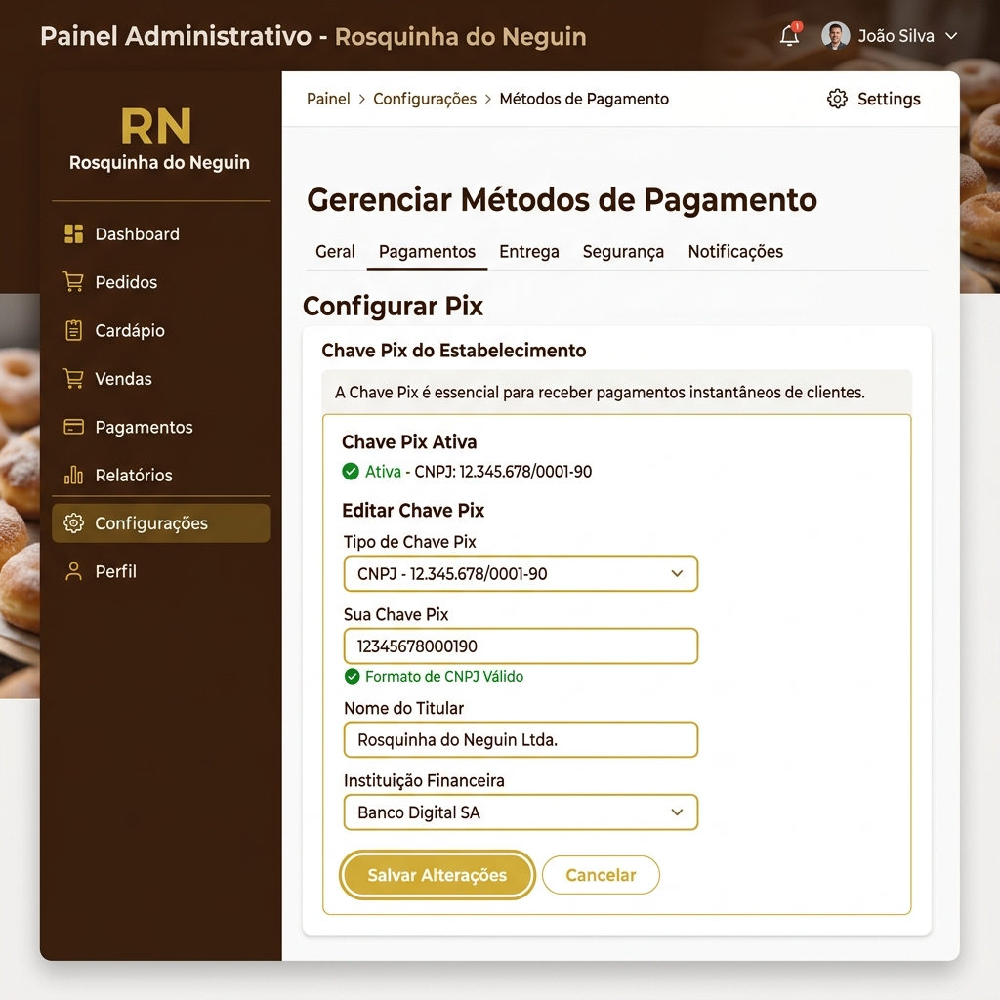 Painel Administrativo - Rosquinha do Neguin
1
João Silva
RN
Rosquinha do Neguin
Dashboard
Pedidos
Cardápio
Vendas
Pagamentos
Relatórios
Configurações
Perfil
Painel > Configurações > Métodos de Pagamento
Settings
Gerenciar Métodos de Pagamento
Geral Pagamentos Entrega Segurança Notificações
Configurar Pix
Chave Pix do Estabelecimento
A Chave Pix é essencial para receber pagamentos instantâneos de clientes.
Chave Pix Ativa
Ativa - CNPJ: 12.345.678/0001-90
Editar Chave Pix
Tipo de Chave Pix
CNPJ - 12.345.678/0001-90
Sua Chave Pix
12345678000190
Formato de CNPJ Válido
Nome do Titular
Rosquinha do Neguin Ltda.
Instituição Financeira
Banco Digital SA
Salvar Alterações
Cancelar